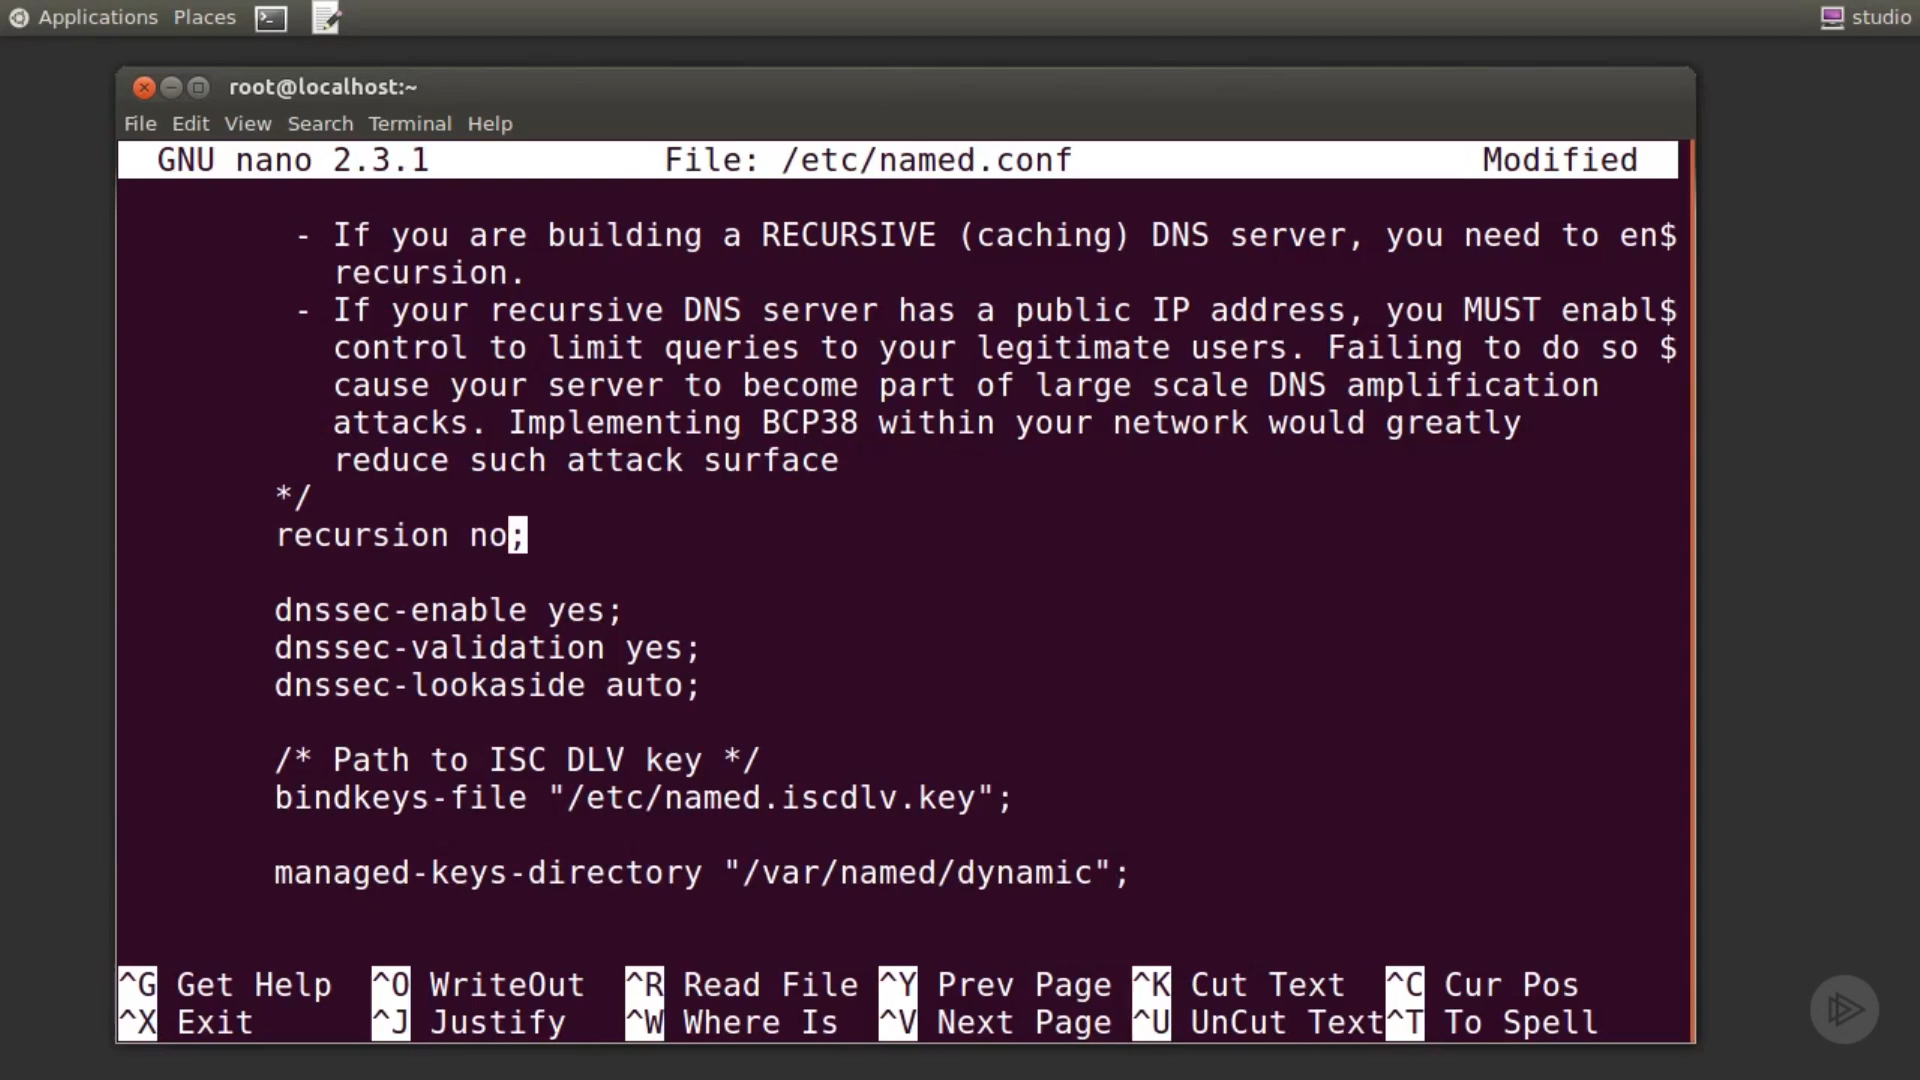 Applications Places
studio
root@localhost:~
File Edit View Search Terminal Help
GNU nano 2.3.1 File: /etc/named.conf Modified
- If you are building a RECURSIVE (caching) DNS server, you need to en$
recursion.
- If your recursive DNS server has a public IP address, you MUST enabl$
control to limit queries to your legitimate users. Failing to do so $
cause your server to become part of large scale DNS amplification
attacks. Implementing BCP38 within your network would greatly
reduce such attack surface
*/
recursion no;
dnssec-enable yes;
dnssec-validation yes;
dnssec-lookaside auto;
/* Path to ISC DLV key */
bindkeys-file "/etc/named.iscdlv.key";
managed-keys-directory "/var/named/dynamic";
^G Get Help ^O WriteOut ^R Read File ^Y Prev Page ^K Cut Text ^C Cur Pos
^X Exit ^J Justify ^W Where Is ^V Next Page ^U UnCut Text ^T To Spell